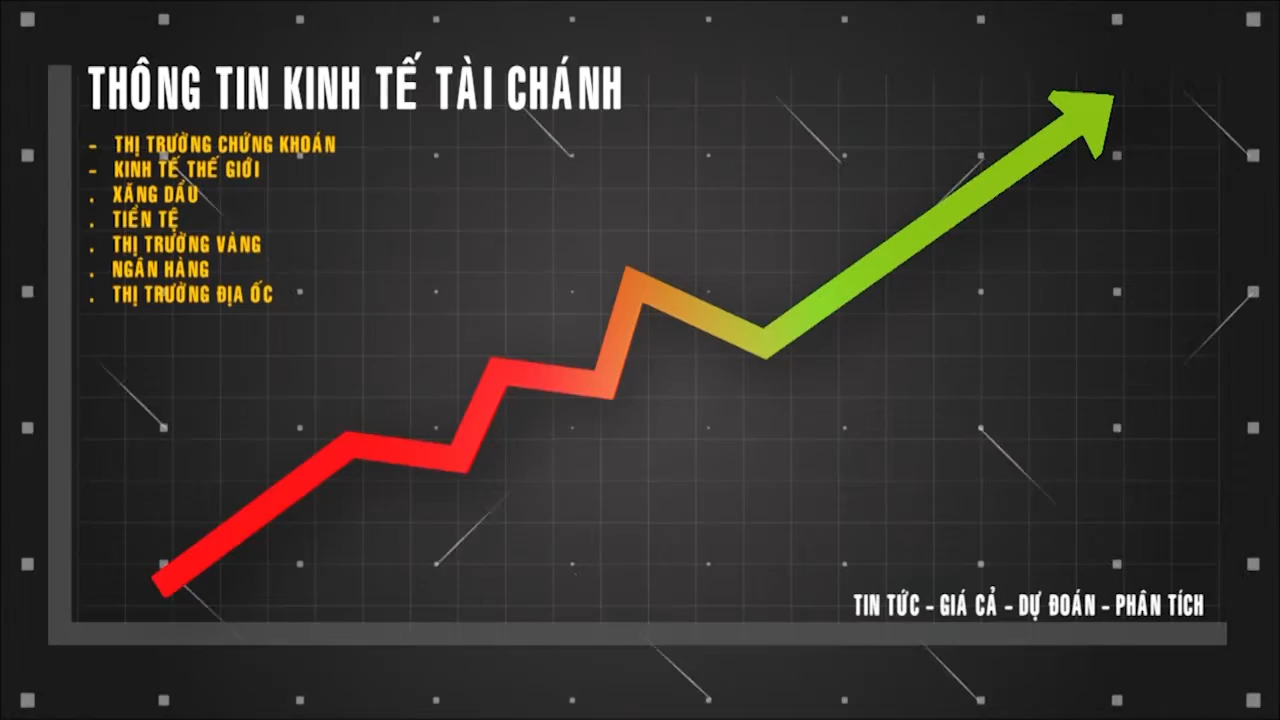 THÔNG TIN KINH TẾ TÀI CHÁNH
- THỊ TRƯỜNG CHỨNG KHOÁN
- KINH TẾ THẾ GIỚI
. XĂNG DẦU
. TIỀN TỆ
. THỊ TRƯỜNG VÀNG
. NGÂN HÀNG
. THỊ TRƯỜNG ĐỊA ỐC
TIN TỨC - GIÁ CẢ - DỰ ĐOÁN - PHÂN TÍCH